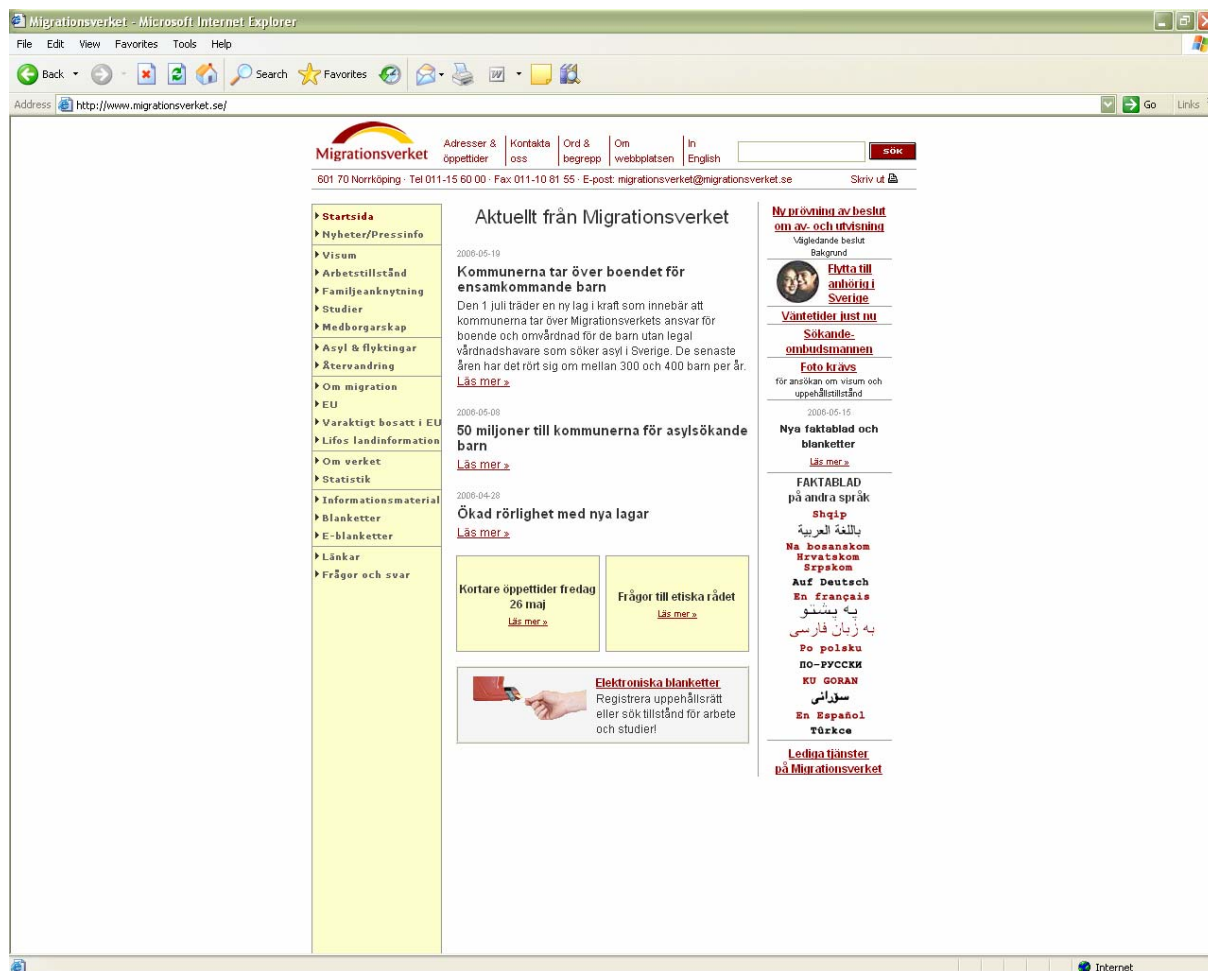 Migrationsverket - Microsoft Internet Explorer
File Edit View Favorites Tools Help
Back Search Favorites
Address http://www.migrationsverket.se/ Go Links
Migrationsverket
Adresser & öppettider
Kontakta oss
Ord & begrepp
Om webbplatsen
In English
SÖK
601 70 Norrköping · Tel 011-15 60 00 · Fax 011-10 81 55 · E-post: migrationsverket@migrationsverket.se Skriv ut
Startsida
Nyheter/Pressinfo
Visum
Arbetstillstånd
Familjeanknytning
Studier
Medborgarskap
Asyl & flyktingar
Återvandring
Om migration
EU
Varaktigt bosatt i EU
Lifos landinformation
Om verket
Statistik
Informationsmaterial
Blanketter
E-blanketter
Länkar
Frågor och svar
Aktuellt från Migrationsverket
2006-05-19
Kommunerna tar över boendet för
ensamkommande barn
Den 1 juli träder en ny lag i kraft som innebär att
kommunerna tar över Migrationsverkets ansvar för
boende och omvårdnad för de barn utan legal
vårdnadshavare som söker asyl i Sverige. De senaste
åren har det rört sig om mellan 300 och 400 barn per år.
Läs mer »
2006-05-08
50 miljoner till kommunerna för asylsökande
barn
Läs mer »
2006-04-28
Ökad rörlighet med nya lagar
Läs mer »
Kortare öppettider fredag
26 maj
Läs mer »
Frågor till etiska rådet
Läs mer »
Elektroniska blanketter
Registrera uppehållsrätt
eller sök tillstånd för arbete
och studier!
Ny prövning av beslut
om av- och utvisning
Vägledande beslut
Bakgrund
Flytta till
anhörig i
Sverige
Väntetider just nu
Sökande-
ombudsmannen
Foto krävs
för ansökan om visum och
uppehållstillstånd
2006-05-15
Nya faktablad och
blanketter
Läs mer »
FAKTABLAD
på andra språk
Shqip
باللغة العربية
Na bosanskom
Hrvatskom
Srpskom
Auf Deutsch
En français
په پښتو
به زبان فارسی
Po polsku
по-русски
KU GORAN
سۆرانی
En Español
Türkce
Lediga tjänster
på Migrationsverket
Internet